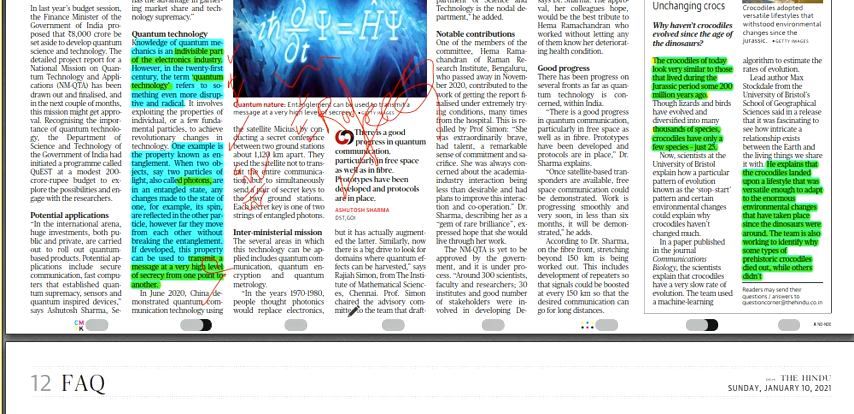 In last year's budget session,
the Finance Minister of the
Government of India pro-
posed that ₹8,000 crore be
set aside to develop quantum
science and technology. The
detailed project report for a
National Mission on Quan-
tum Technology and Appli-
cations (NM-QTA) has been
drawn out and finalised, and
in the next couple of months,
this mission might get appro-
val. Recognising the impor-
tance of quantum technolo-
gy, the Department of
Science and Technology of
the Government of India had
initiated a programme called
QuEST at a modest 200-
crore-rupee budget to ex-
plore the possibilities and en-
gage with the researchers.
Potential applications
"In the international arena,
huge investments, both pu-
blic and private, are carried
out to roll out quantum-
based products. Potential ap-
plications include secure
communication, fast compu-
ters that established quan-
tum supremacy, sensors and
quantum inspired devices,"
says Ashutosh Sharma, Se-
ing market share and tech-
nology supremacy."
Quantum technology
Knowledge of quantum me-
chanics is an indivisible part
of the electronics industry.
However, in the twenty-first
century, the term 'quantum
technology' refers to so-
mething even more disrup-
tive and radical. It involves
exploiting the properties of
individual, or a few funda-
mental particles, to achieve
revolutionary changes in
technology. One example is
the property known as en-
tanglement. When two ob-
jects, say two particles of
light, also called photons, are
in an entangled state, any
changes made to the state of
one, for example, its spin,
are reflected in the other par-
ticle, however far they move
from each other without
breaking the entanglement.
If developed, this property
can be used to transmit a
message at a very high level
of secrecy from one point to
another.
In June 2020, China de-
monstrated quantum com-
munication technology using
iħ ∂/∂t Ψ = ĤΨ
Quantum nature: Entanglement can be used to transmit a
message at a very high level of secrecy. • GETTY IMAGES
the satellite Micius by con-
ducting a secret conference
between two ground stations
about 1,120 km apart. They
used the satellite not to trans-
mit the entire communica-
tion, but to simultaneously
send a pair of secret keys to
the two ground stations.
Each secret key is one of two
strings of entangled photons.
Inter-ministerial mission
The several areas in which
this technology can be ap-
plied includes quantum com-
munication, quantum en-
cryption and quantum
metrology.
"In the years 1970-1980,
people thought photonics
would replace electronics,
There is a good
progress in quantum
communication,
particularly in free space
as well as in fibre.
Prototypes have been
developed and protocols
are in place.
ASHUTOSH SHARMA
DST, GOI
but it has actually augment-
ed the latter. Similarly, now
there is a big drive to look for
domains where quantum ef-
fects can be harvested," says
Rajiah Simon, from The Insti-
tute of Mathematical Scienc-
es, Chennai. Prof. Simon
chaired the advisory com-
mittee to the team that draft-
Technology is the nodal de-
partment," he added.
Notable contributions
One of the members of the
committee, Hema Rama-
chandran of Raman Re-
search Institute, Bengaluru,
who passed away in Novem-
ber 2020, contributed to the
work of getting the report fi-
nalised under extremely try-
ing conditions, many times
from the hospital. This is re-
called by Prof Simon: "She
was extraordinarily brave,
had talent, a remarkable
sense of commitment and sa-
crifice. She was always con-
cerned about the academia-
industry interaction being
less than desirable and had
plans to improve this interac-
tion and co-operation." Dr.
Sharma, describing her as a
"gem of rare brilliance", ex-
pressed hope that she would
live through her work.
The NM-QTA is yet to be
approved by the govern-
ment, and it is under pro-
cess. "Around 300 scientists,
faculty and researchers; 30
institutions and good number
of stakeholders were in-
volved in developing De-
says Dr. Sharma. The appro-
val, her colleagues hope,
would be the best tribute to
Hema Ramachandran who
worked without letting any
of them know her deteriorat-
ing health condition.
Good progress
There has been progress on
several fronts as far as quan-
tum technology is con-
cerned, within India.
"There is a good progress
in quantum communication,
particularly in free space as
well as in fibre. Prototypes
have been developed and
protocols are in place," Dr.
Sharma explains.
"Once satellite-based tran-
sponders are available, free
space communication could
be demonstrated. Work is
progressing smoothly and
very soon, in less than six
months, it will be demon-
strated," he adds.
According to Dr. Sharma,
on the fibre front, stretching
beyond 150 km is being
worked out. This includes
development of repeaters so
that signals could be boosted
at every 150 km so that the
desired communication can
go for long distances.
Unchanging crocs
Why haven't crocodiles
evolved since the age of
the dinosaurs?
The crocodiles of today
look very similar to those
that lived during the
Jurassic period some 200
million years ago.
Though lizards and birds
have evolved and
diversified into many
thousands of species,
crocodiles have only a
few species – just 25.
Now, scientists at the
University of Bristol
explain how a particular
pattern of evolution
known as the 'stop-start'
pattern and certain
environmental changes
could explain why
crocodiles haven't
changed much.
In a paper published
in the journal
Communications
Biology, the scientists
explain that crocodiles
have a very slow rate of
evolution. The team used
a machine-learning
Crocodiles adopted
versatile lifestyles that
withstood environmental
changes since the
Jurassic. • GETTY IMAGES
algorithm to estimate the
rates of evolution.
Lead author Max
Stockdale from the
University of Bristol's
School of Geographical
Sciences said in a release
that it was fascinating to
see how intricate a
relationship exists
between the Earth and
the living things we share
it with. He explains that
the crocodiles landed
upon a lifestyle that was
versatile enough to adapt
to the enormous
environmental changes
that have taken place
since the dinosaurs were
around. The team is also
working to identify why
some types of
prehistoric crocodiles
died out, while others
didn't
Readers may send their
questions / answers to
questioncorner@thehindu.co.in
CM
K
12 FAQ
THE HINDU
SUNDAY, JANUARY 10, 2021